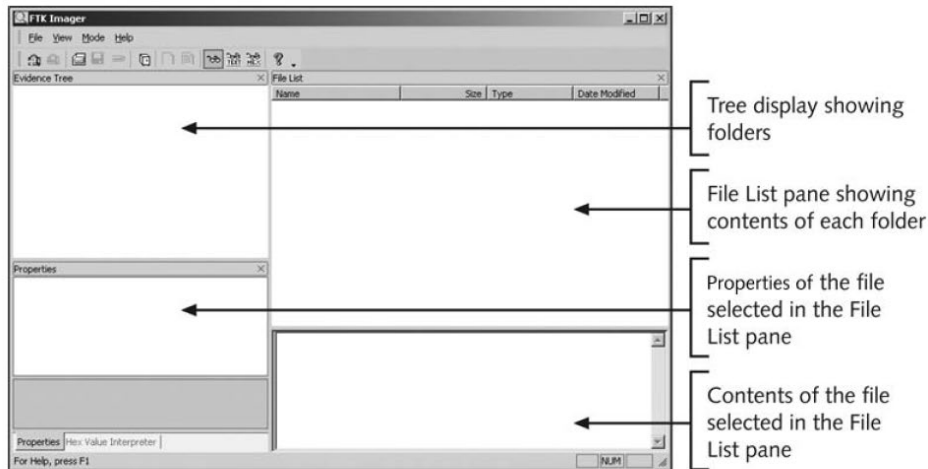 FTK Imager
File View Mode Help
Evidence Tree
File List
Name Size Type Date Modified
Tree display showing
folders
File List pane showing
contents of each folder
Properties
Properties of the file
selected in the File
List pane
Contents of the file
selected in the File
List pane
Properties Hex Value Interpreter
For Help, press F1
NUM